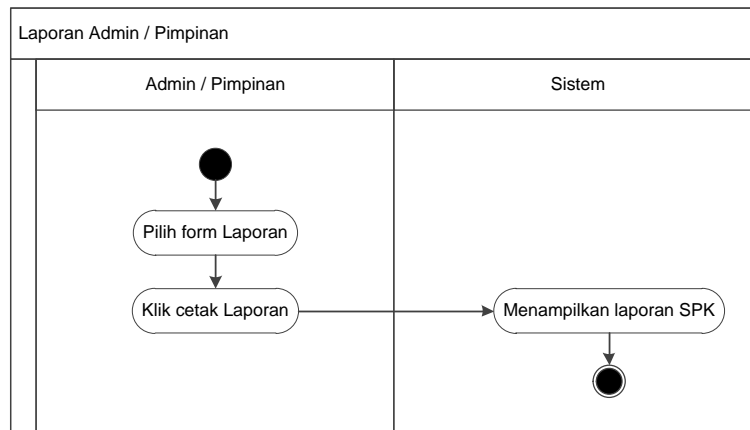 Laporan Admin / Pimpinan
Admin / Pimpinan
Sistem
Pilih form Laporan
Klik cetak Laporan
Menampilkan laporan SPK